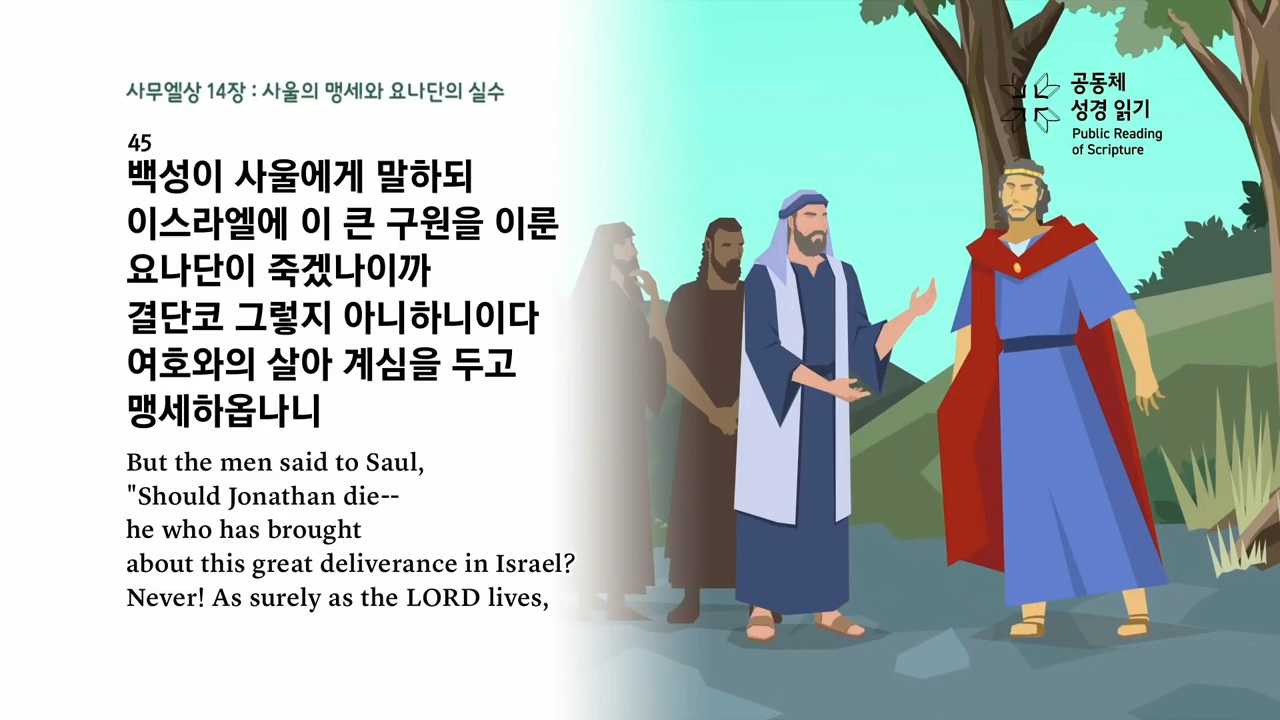 사무엘상 14장 : 사울의 맹세와 요나단의 실수
45
백성이 사울에게 말하되
이스라엘에 이 큰 구원을 이룬
요나단이 죽겠나이까
결단코 그렇지 아니하니이다
여호와의 살아 계심을 두고
맹세하옵나니
But the men said to Saul,
"Should Jonathan die--
he who has brought
about this great deliverance in Israel?
Never! As surely as the LORD lives,
공동체
성경 읽기
Public Reading
of Scripture